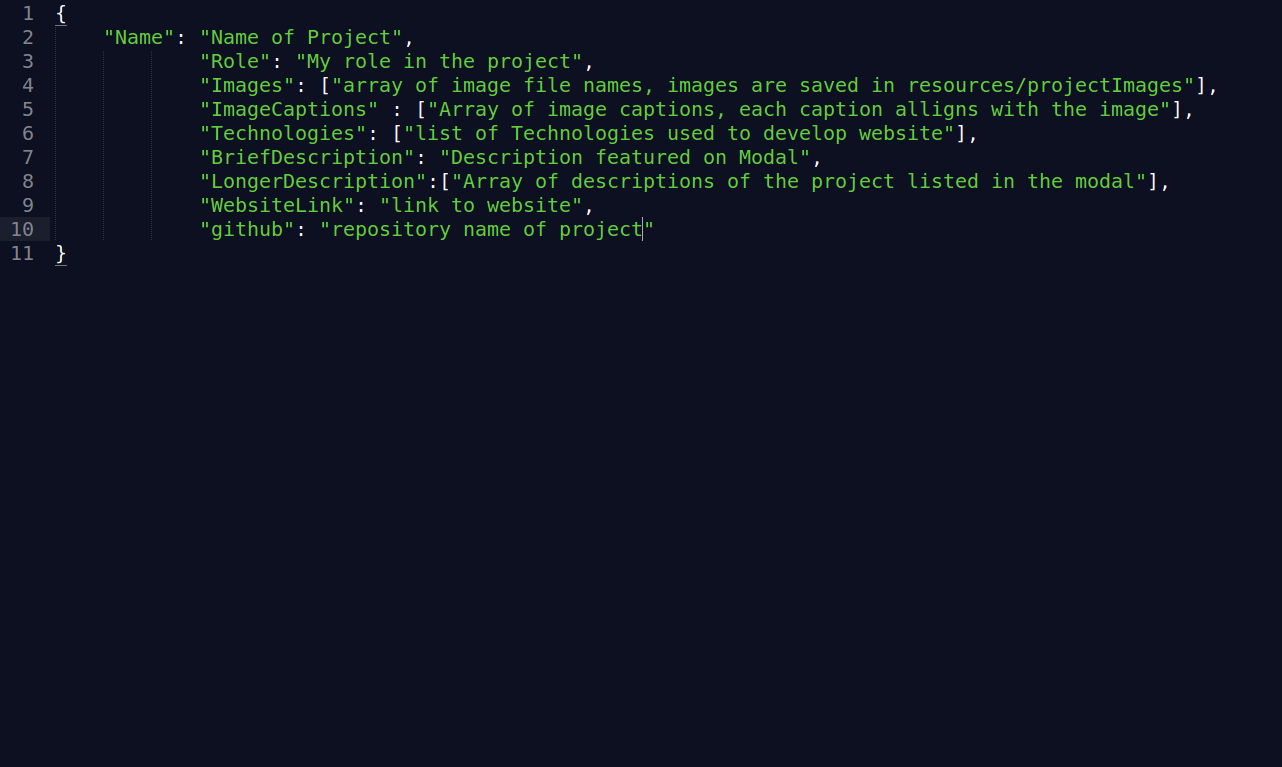 1 {
2 "Name": "Name of Project",
3 "Role": "My role in the project",
4 "Images": ["array of image file names, images are saved in resources/projectImages"],
5 "ImageCaptions" : ["Array of image captions, each caption alligns with the image"],
6 "Technologies": ["list of Technologies used to develop website"],
7 "BriefDescription": "Description featured on Modal",
8 "LongerDescription":["Array of descriptions of the project listed in the modal"],
9 "WebsiteLink": "link to website",
10 "github": "repository name of project"
11 }